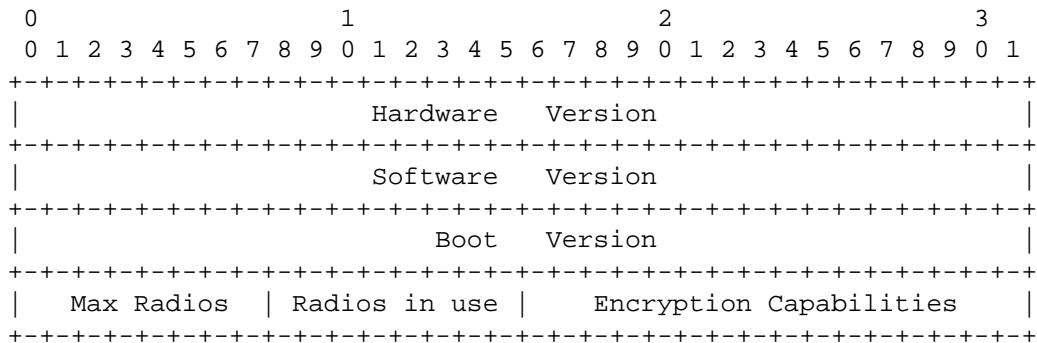 0                   1                   2                   3
 0 1 2 3 4 5 6 7 8 9 0 1 2 3 4 5 6 7 8 9 0 1 2 3 4 5 6 7 8 9 0 1
+-+-+-+-+-+-+-+-+-+-+-+-+-+-+-+-+-+-+-+-+-+-+-+-+-+-+-+-+-+-+-+-+
|                      Hardware   Version                       |
+-+-+-+-+-+-+-+-+-+-+-+-+-+-+-+-+-+-+-+-+-+-+-+-+-+-+-+-+-+-+-+-+
|                      Software   Version                       |
+-+-+-+-+-+-+-+-+-+-+-+-+-+-+-+-+-+-+-+-+-+-+-+-+-+-+-+-+-+-+-+-+
|                          Boot   Version                       |
+-+-+-+-+-+-+-+-+-+-+-+-+-+-+-+-+-+-+-+-+-+-+-+-+-+-+-+-+-+-+-+-+
|   Max Radios  | Radios in use |    Encryption Capabilities    |
+-+-+-+-+-+-+-+-+-+-+-+-+-+-+-+-+-+-+-+-+-+-+-+-+-+-+-+-+-+-+-+-+